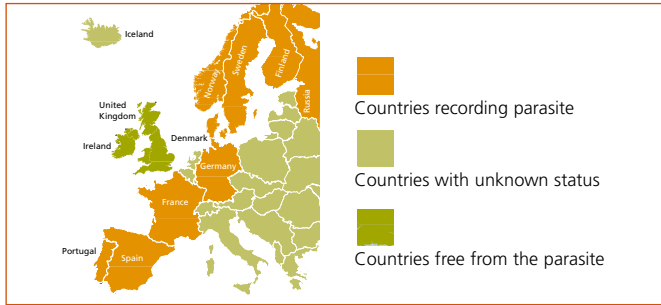 Iceland
Norway
Sweden
Finland
Russia
United
Kingdom
Ireland
Denmark
Germany
France
Portugal
Spain
Countries recording parasite
Countries with unknown status
Countries free from the parasite